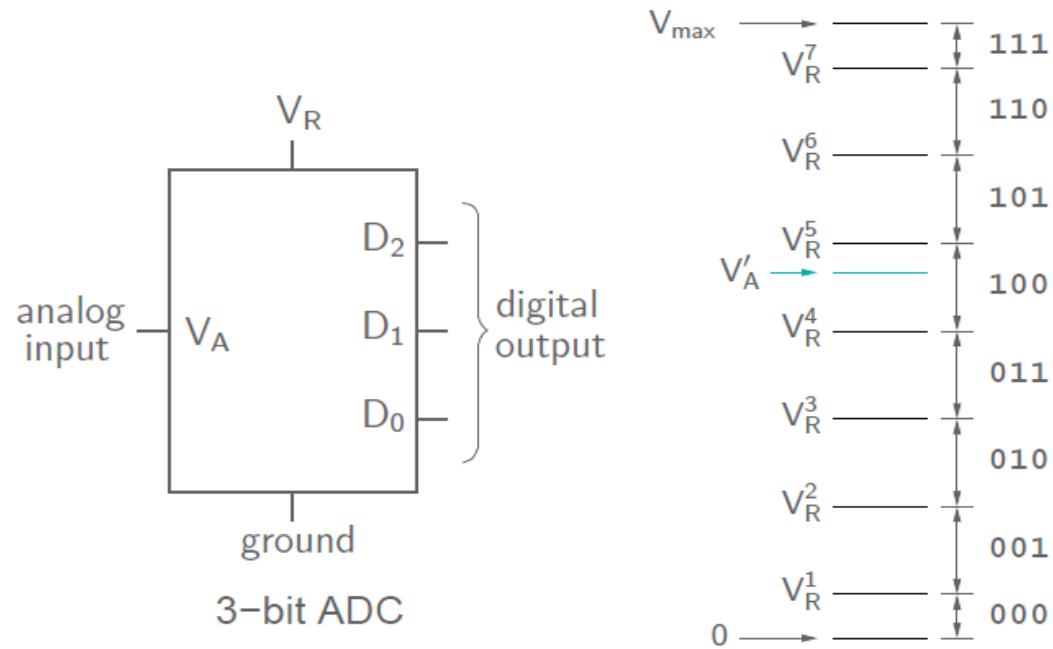 V_R
analog
input
V_A
D_2
D_1
D_0
digital
output
ground
3−bit ADC
V_max
111
V_R^7
110
V_R^6
101
V_R^5
V′_A
100
V_R^4
011
V_R^3
010
V_R^2
001
V_R^1
000
0